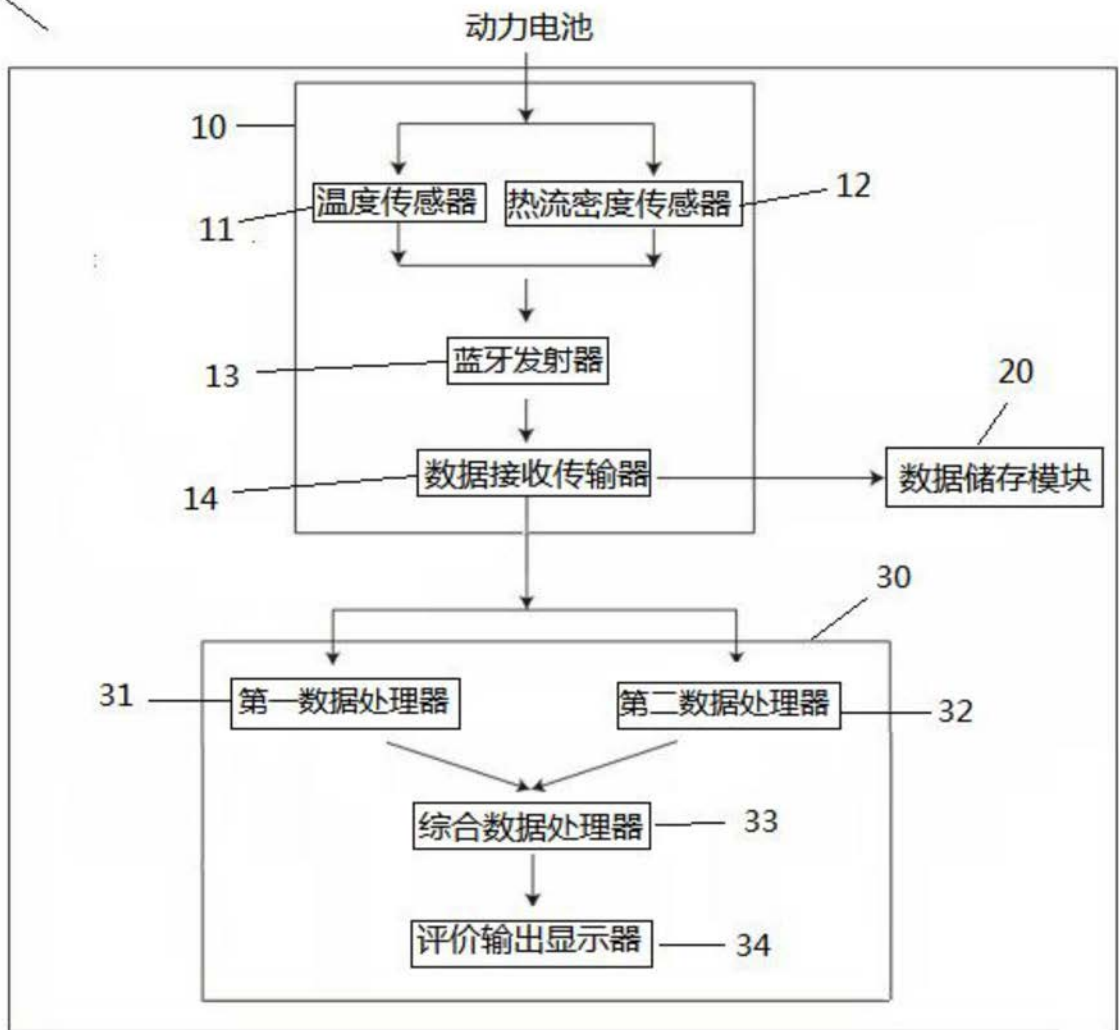 动力电池
10
温度传感器
热流密度传感器
12
11
蓝牙发射器
13
20
数据接收传输器
数据储存模块
14
30
31
第一数据处理器
第二数据处理器
32
综合数据处理器
33
评价输出显示器
34